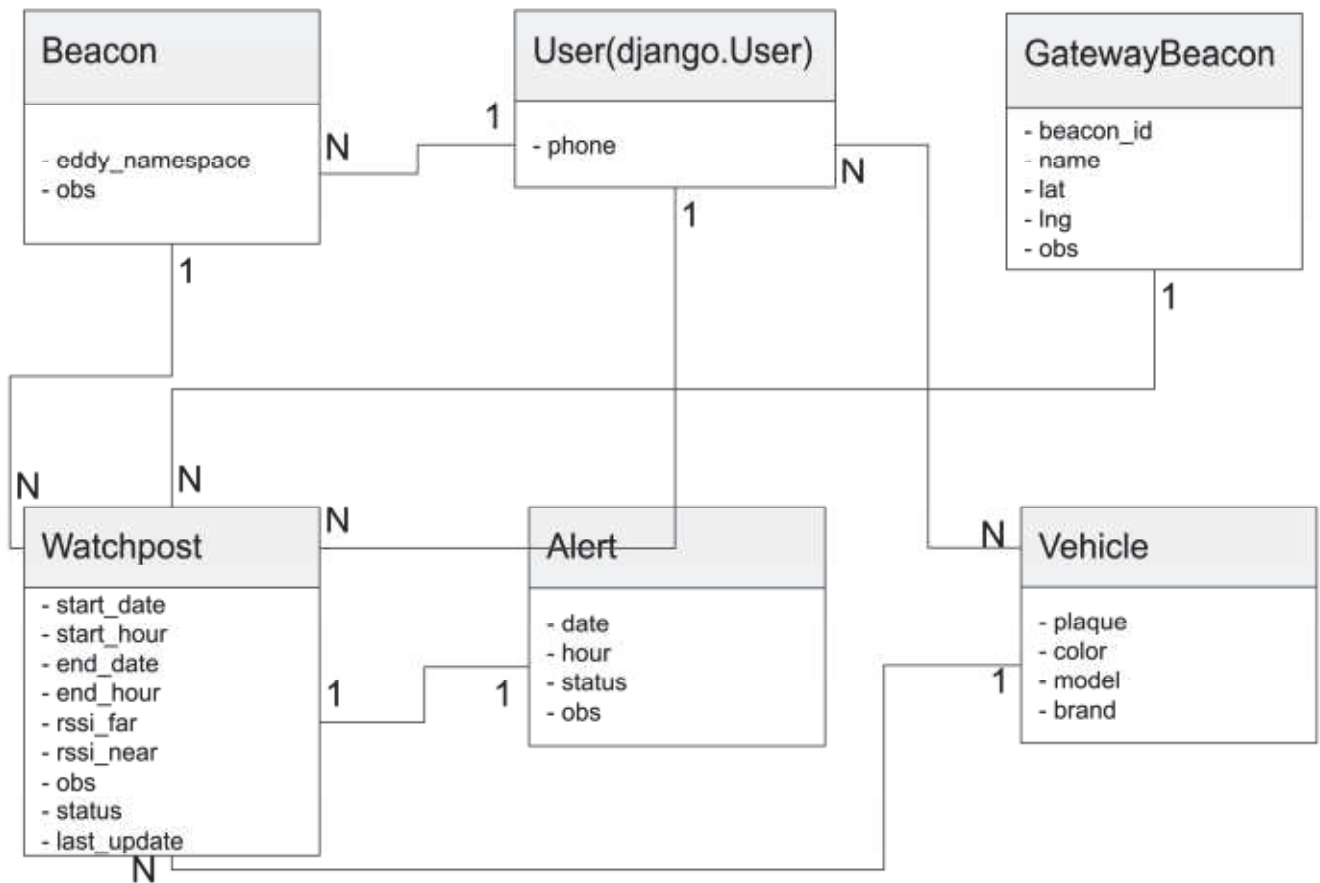 Beacon
- eddy_namespace
- obs
N
1
1
User(django.User)
- phone
N
1
GatewayBeacon
- beacon_id
- name
- lat
- lng
- obs
1
N
N
N
Watchpost
- start_date
- start_hour
- end_date
- end_hour
- rssi_far
- rssi_near
- obs
- status
- last_update
N
1
1
Alert
- date
- hour
- status
- obs
N
1
Vehicle
- plaque
- color
- model
- brand